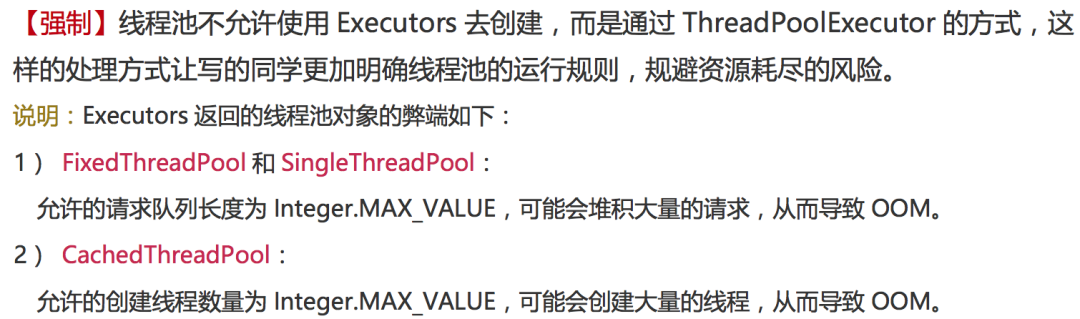 【强制】线程池不允许使用 Executors 去创建，而是通过 ThreadPoolExecutor 的方式，这
样的处理方式让写的同学更加明确线程池的运行规则，规避资源耗尽的风险。
说明：Executors 返回的线程池对象的弊端如下：
1） FixedThreadPool 和 SingleThreadPool：
允许的请求队列长度为 Integer.MAX_VALUE，可能会堆积大量的请求，从而导致 OOM。
2） CachedThreadPool：
允许的创建线程数量为 Integer.MAX_VALUE，可能会创建大量的线程，从而导致 OOM。